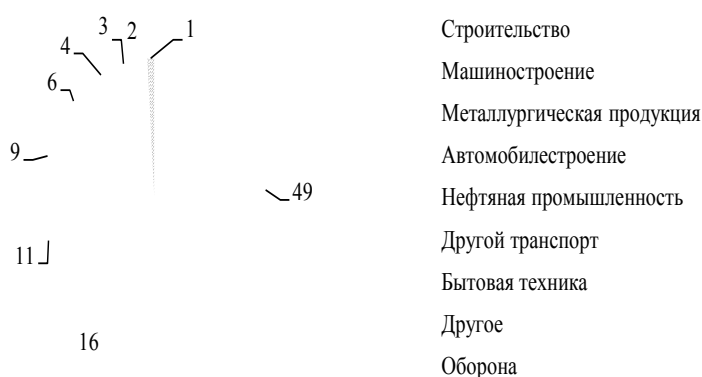 3 2 1
4
6
9
49
11
16
Строительство
Машиностроение
Металлургическая продукция
Автомобилестроение
Нефтяная промышленность
Другой транспорт
Бытовая техника
Другое
Оборона